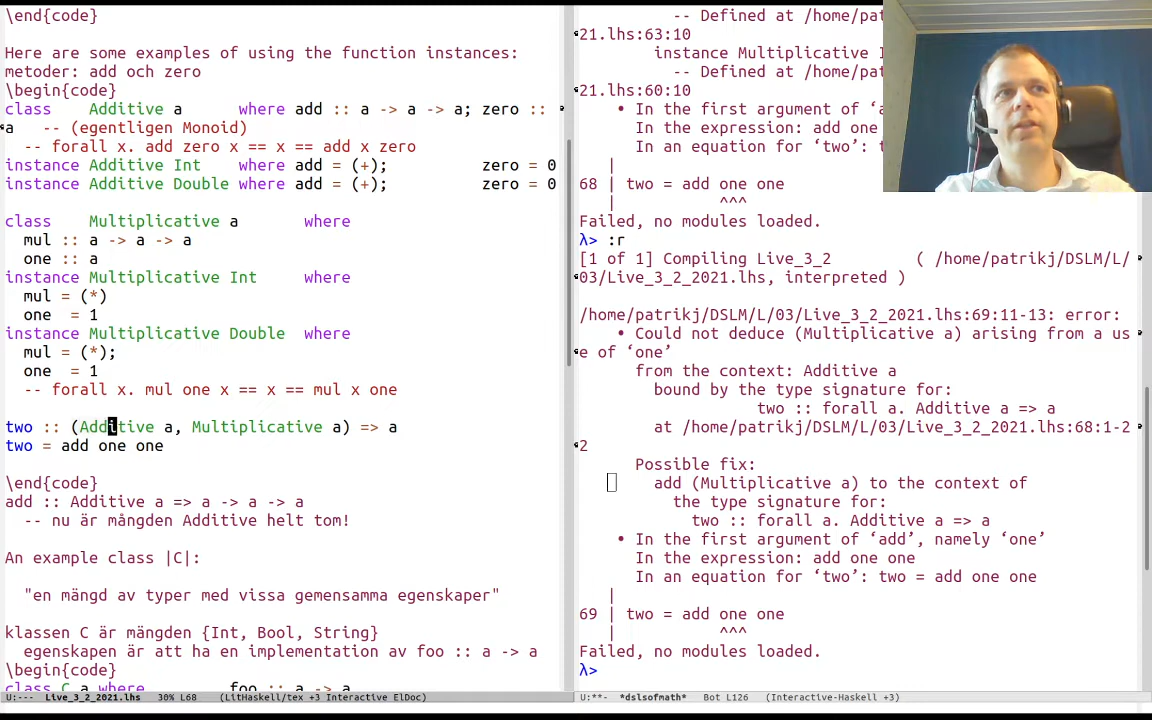 \end{code}
Here are some examples of using the function instances:
metoder: add och zero
\begin{code}
class    Additive a      where add :: a -> a -> a; zero ::
a   -- (egentligen Monoid)
  -- forall x. add zero x == x == add x zero
instance Additive Int    where add = (+);          zero = 0
instance Additive Double where add = (+);          zero = 0
class    Multiplicative a       where
  mul :: a -> a -> a
  one :: a
instance Multiplicative Int     where
  mul = (*)
  one  = 1
instance Multiplicative Double  where
  mul = (*);
  one  = 1
  -- forall x. mul one x == x == mul x one
two :: (Additive a, Multiplicative a) => a
two = add one one
\end{code}
add :: Additive a => a -> a -> a
  -- nu är mångden Additive helt tom!
An example class |C|:
  "en mängd av typer med vissa gemensamma egenskaper"
klassen C är mängden {Int, Bool, String}
  egenskapen är att ha en implementation av foo :: a -> a
\begin{code}
class C a where         foo :: a -> a
U:---  Live_3_2_2021.lhs   30% L68    (LitHaskell/tex +3 Interactive ElDoc)
-- Defined at /home/pat
21.lhs:63:10
instance Multiplicative I
-- Defined at /home/pat
21.lhs:60:10
• In the first argument of ‘a
In the expression: add one
In an equation for ‘two’: t
|
68 | two = add one one
|           ^^^
Failed, no modules loaded.
λ> :r
[1 of 1] Compiling Live_3_2      ( /home/patrikj/DSLM/L/
03/Live_3_2_2021.lhs, interpreted )
/home/patrikj/DSLM/L/03/Live_3_2_2021.lhs:69:11-13: error:
• Could not deduce (Multiplicative a) arising from a us
e of ‘one’
from the context: Additive a
bound by the type signature for:
two :: forall a. Additive a => a
at /home/patrikj/DSLM/L/03/Live_3_2_2021.lhs:68:1-2
2
Possible fix:
add (Multiplicative a) to the context of
the type signature for:
two :: forall a. Additive a => a
• In the first argument of ‘add’, namely ‘one’
In the expression: add one one
In an equation for ‘two’: two = add one one
|
69 | two = add one one
|           ^^^
Failed, no modules loaded.
λ>
U:**-  *dslsofmath*   Bot L126   (Interactive-Haskell +3)